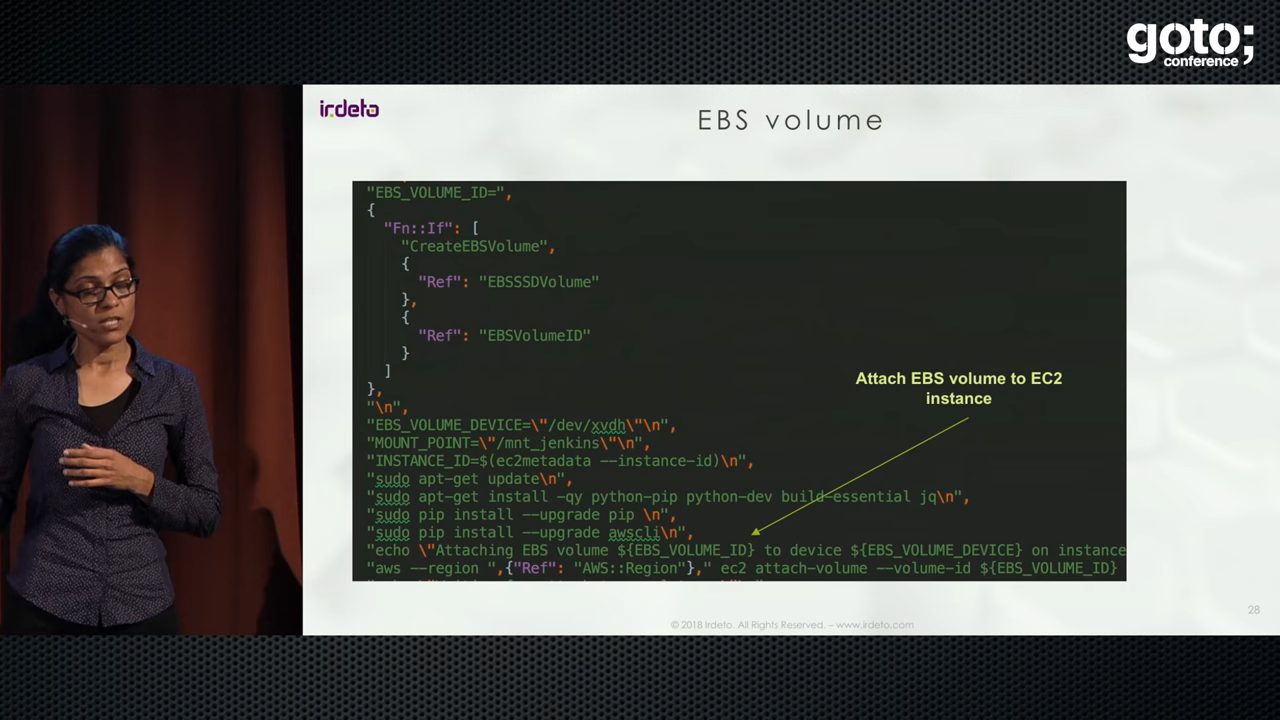 goto;
conference
irdeto
EBS volume
"EBS_VOLUME_ID=",
{
"Fn::If": [
"CreateEBSVolume",
{
"Ref": "EBSSSDVolume"
},
{
"Ref": "EBSVolumeID"
}
]
},
"\n",
"EBS_VOLUME_DEVICE=\"/dev/xvdh\"\n",
"MOUNT_POINT=\"/mnt_jenkins\"\n",
"INSTANCE_ID=$(ec2metadata --instance-id)\n",
"sudo apt-get update\n",
"sudo apt-get install -qy python-pip python-dev build-essential jq\n",
"sudo pip install --upgrade pip \n",
"sudo pip install --upgrade awscli\n",
"echo \"Attaching EBS volume ${EBS_VOLUME_ID} to device ${EBS_VOLUME_DEVICE} on instance
"aws --region ",{"Ref": "AWS::Region"}," ec2 attach-volume --volume-id ${EBS_VOLUME_ID}
Attach EBS volume to EC2
instance
28
© 2018 Irdeto. All Rights Reserved. – www.irdeto.com